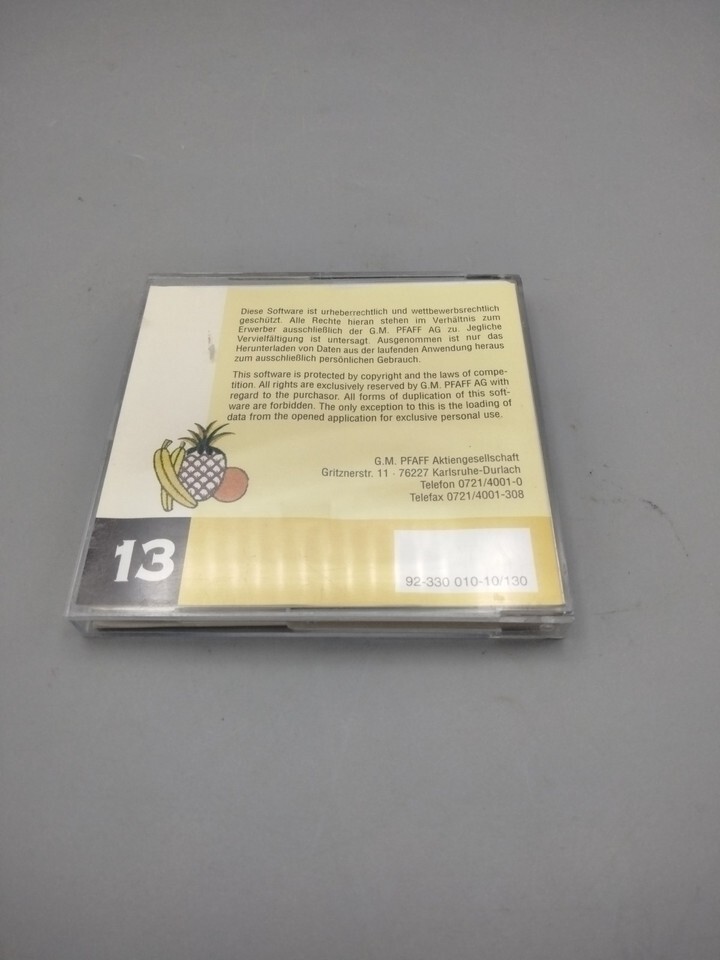 Diese Software ist urheberrechtlich und wettbewerbsrechtlich
geschützt. Alle Rechte hieran stehen im Verhältnis zum
Erwerber ausschließlich der G.M. PFAFF AG zu. Jegliche
Vervielfältigung ist untersagt. Ausgenommen ist nur das
Herunterladen von Daten aus der laufenden Anwendung heraus
zum ausschließlich persönlichen Gebrauch.
This software is protected by copyright and the laws of compe-
tition. All rights are exclusively reserved by G.M. PFAFF AG with
regard to the purchasor. All forms of duplication of this soft-
ware are forbidden. The only exception to this is the loading of
data from the opened application for exclusive personal use.
G.M. PFAFF Aktiengesellschaft
Gritznerstr. 11 · 76227 Karlsruhe-Durlach
Telefon 0721/4001-0
Telefax 0721/4001-308
13
92-330 010-10/130